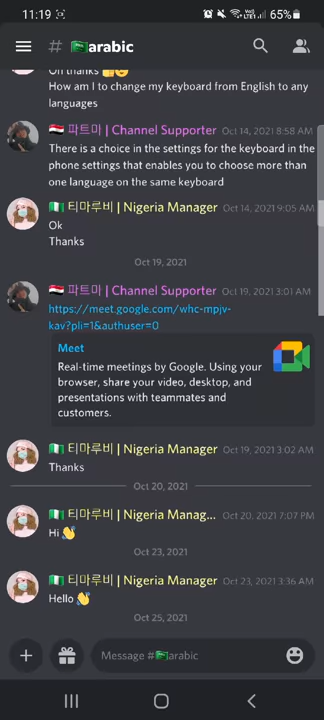 11:19 65%
# arabic
Oh thanks
How am I to change my keyboard from English to any
languages
파트마 | Channel Supporter Oct 14, 2021 8:58 AM
There is a choice in the settings for the keyboard in the
phone settings that enables you to choose more than
one language on the same keyboard
티마루비 | Nigeria Manager Oct 14, 2021 9:05 AM
Ok
Thanks
Oct 19, 2021
파트마 | Channel Supporter Oct 19, 2021 3:01 AM
https://meet.google.com/whc-mpjv-
kav?pli=1&authuser=0
Meet
Real-time meetings by Google. Using your
browser, share your video, desktop, and
presentations with teammates and
customers.
티마루비 | Nigeria Manager Oct 19, 2021 3:02 AM
Thanks
Oct 20, 2021
티마루비 | Nigeria Manag... Oct 20, 2021 7:07 PM
Hi 👋
Oct 23, 2021
티마루비 | Nigeria Manager Oct 23, 2021 3:36 AM
Hello 👋
Oct 25, 2021
Message #🇸🇦arabic